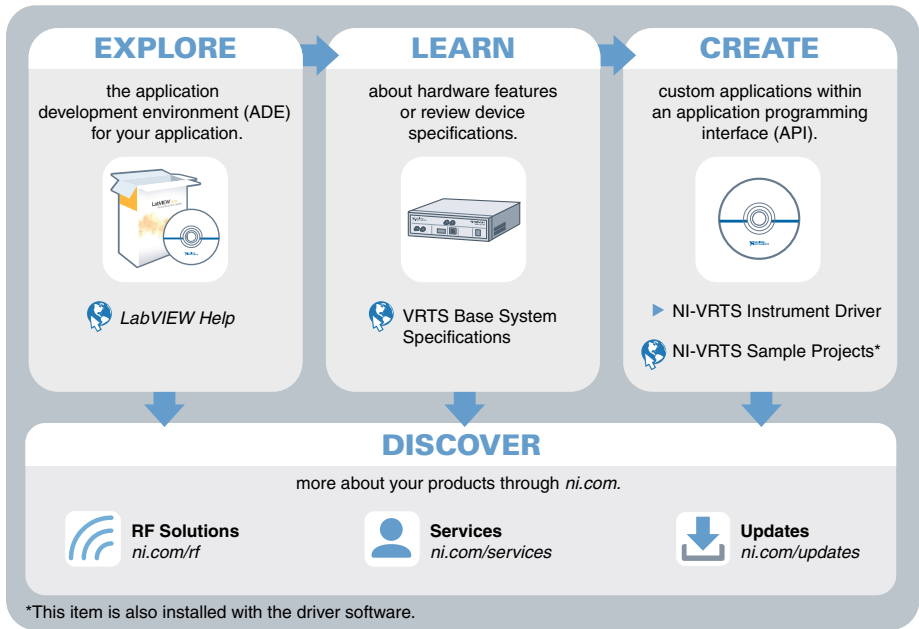 EXPLORE
the application
development environment (ADE)
for your application.
LabVIEW
LabVIEW Help
LEARN
about hardware features
or review device
specifications.
VRTS Base System
Specifications
CREATE
custom applications within
an application programming
interface (API).
NI-VRTS Instrument Driver
NI-VRTS Sample Projects*
DISCOVER
more about your products through ni.com.
RF Solutions
ni.com/rf
Services
ni.com/services
Updates
ni.com/updates
*This item is also installed with the driver software.